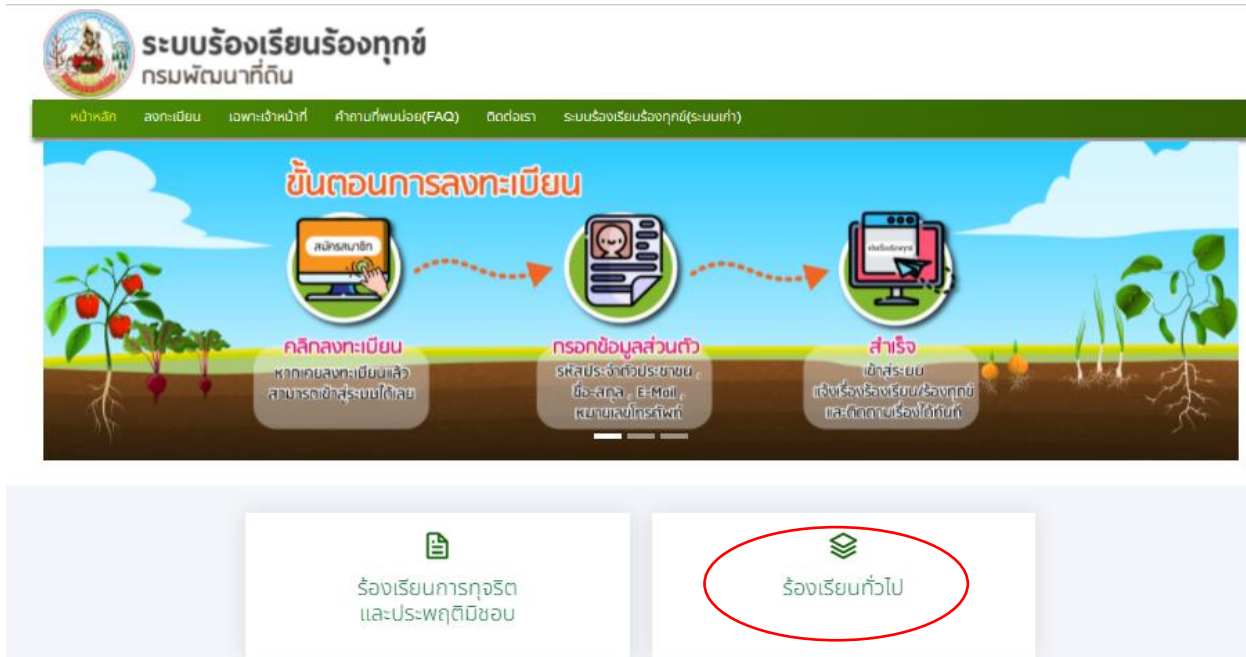 ระบบร้องเรียนร้องทุกข์
กรมพัฒนาที่ดิน
หน้าหลัก ลงทะเบียน เฉพาะเจ้าหน้าที่ คำถามที่พบบ่อย(FAQ) ติดต่อเรา ระบบร้องเรียนร้องทุกข์(ระบบเก่า)
ขั้นตอนการลงทะเบียน
สมัครสมาชิก
คลิกลงทะเบียน
หากเคยลงทะเบียนแล้ว
สามารถเข้าสู่ระบบได้เลย
กรอกข้อมูลส่วนตัว
รหัสประจำตัวประชาชน ,
ชื่อ-สกุล , E-Mail ,
หมายเลขโทรศัพท์
สำเร็จ
เข้าสู่ระบบ
แจ้งเรื่องร้องเรียน/ร้องทุกข์
และติดตามเรื่องได้ทันที
ร้องเรียนการทุจริต
และประพฤติมิชอบ
ร้องเรียนทั่วไป